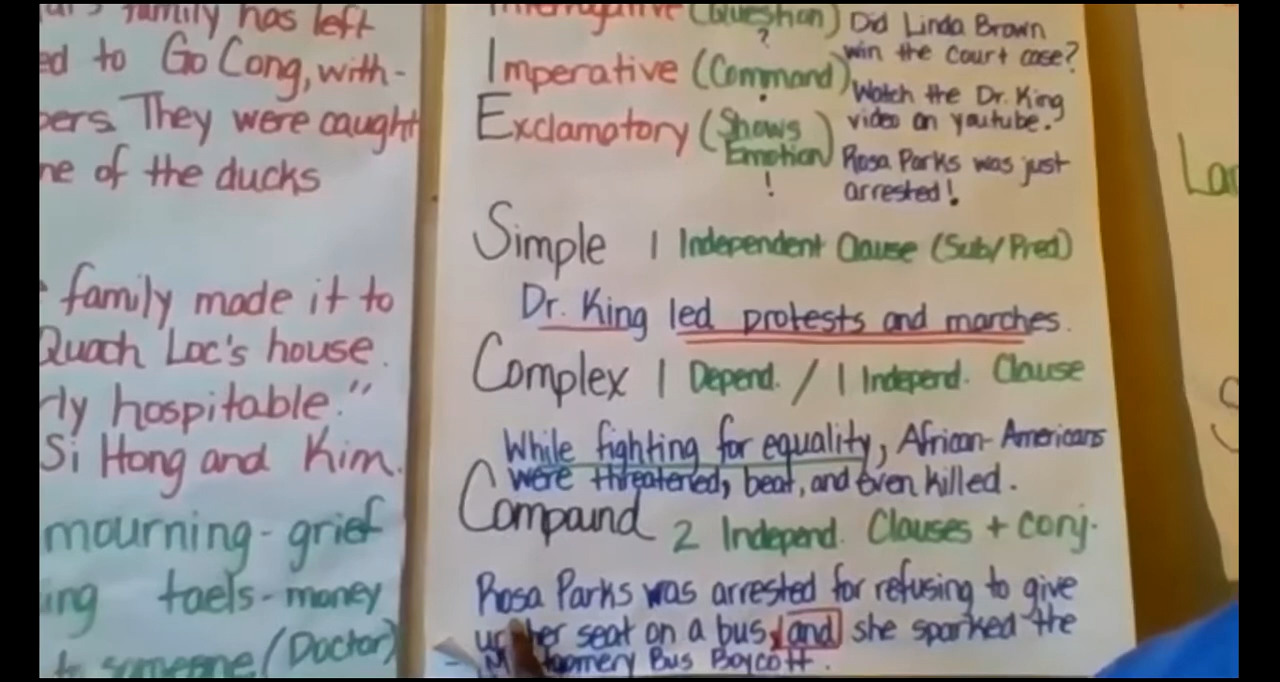 family has left
ed to Go Cong, with-
pers. They were caught
ne of the ducks
family made it to
Quach Loc's house.
rly hospitable."
Si Hong and Kim.
mourning - grief
ing taels - money
to someone (Doctor)
Interrogative (Question) Did Linda Brown
? win the court case?
Imperative (Command) Watch the Dr. King
. video on youtube.
Exclamatory (Shows
Emotion) Rosa Parks was just
! arrested!
Simple 1 Independent Clause (Sub/Pred)
Dr. King led protests and marches.
Complex 1 Depend. / 1 Independ. Clause
While fighting for equality, African-Americans
were threatened, beat, and even killed.
Compound 2 Independ. Clauses + conj.
Rosa Parks was arrested for refusing to give
up her seat on a bus, and she sparked the
Montgomery Bus Boycott.